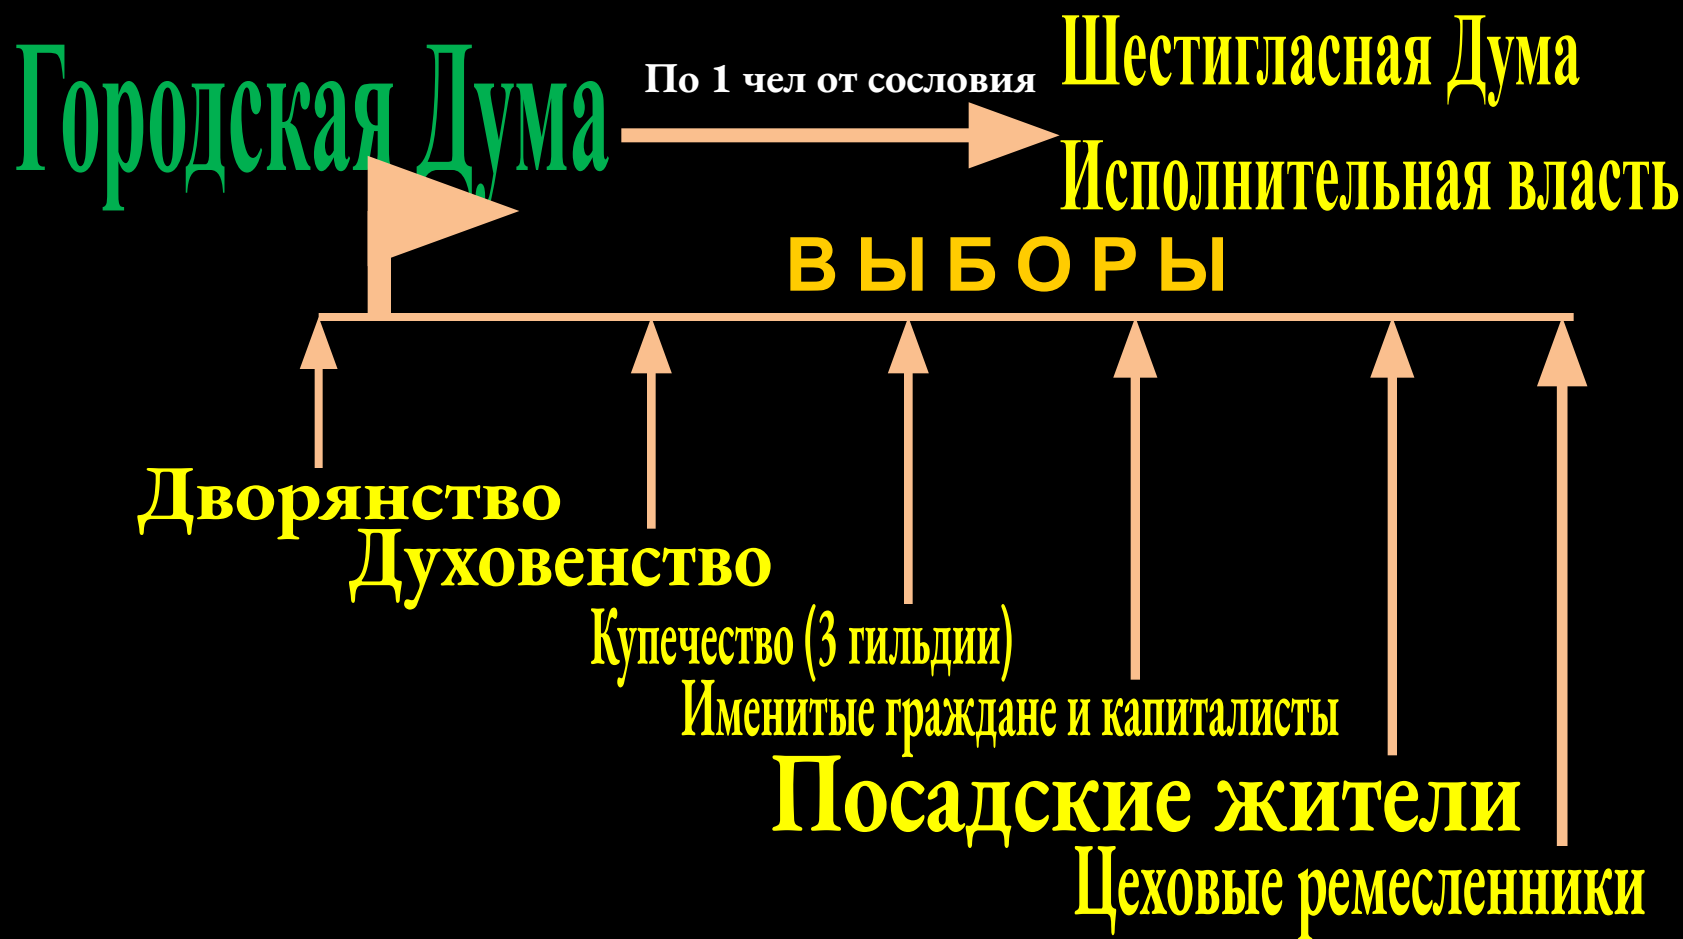 Городская Дума
По 1 чел от сословия
Шестигласная Дума
Исполнительная власть
ВЫБОРЫ
Дворянство
Духовенство
Купечество (3 гильдии)
Именитые граждане и капиталисты
Посадские жители
Цеховые ремесленники